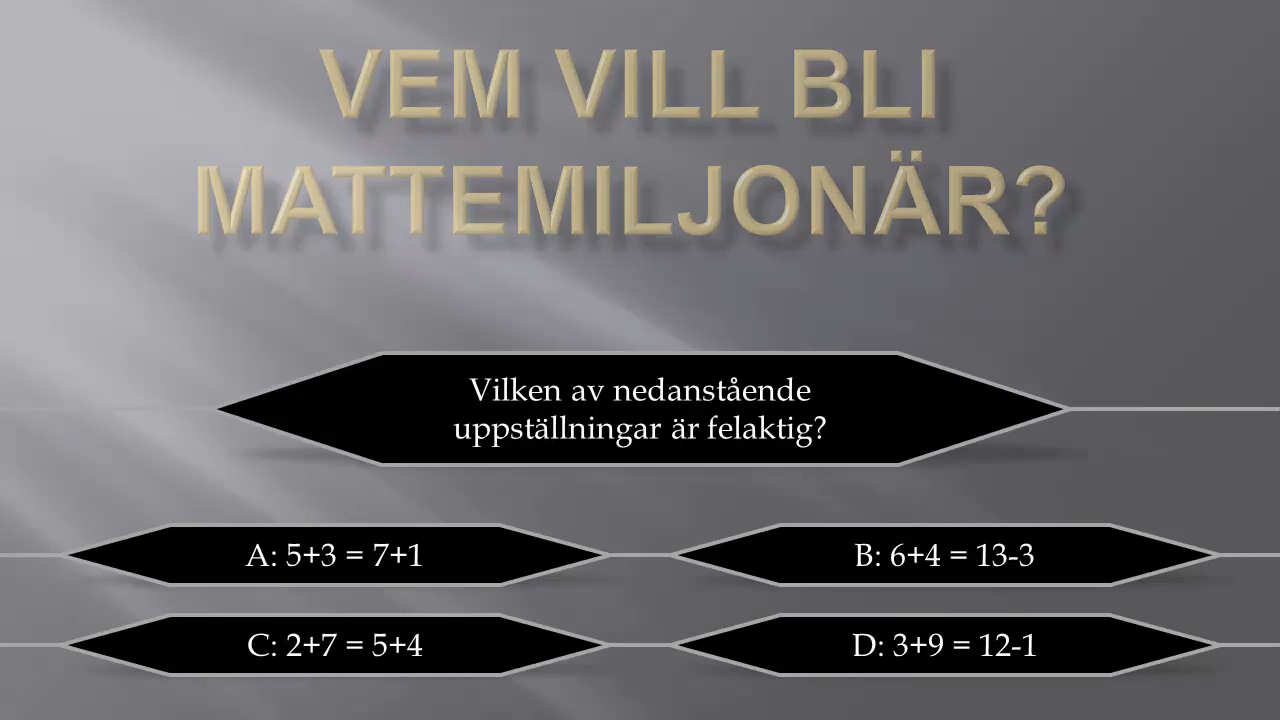 VEM VILL BLI
MATTEMILJONÄR?
Vilken av nedanstående
uppställningar är felaktig?
A: 5+3 = 7+1
B: 6+4 = 13-3
C: 2+7 = 5+4
D: 3+9 = 12-1